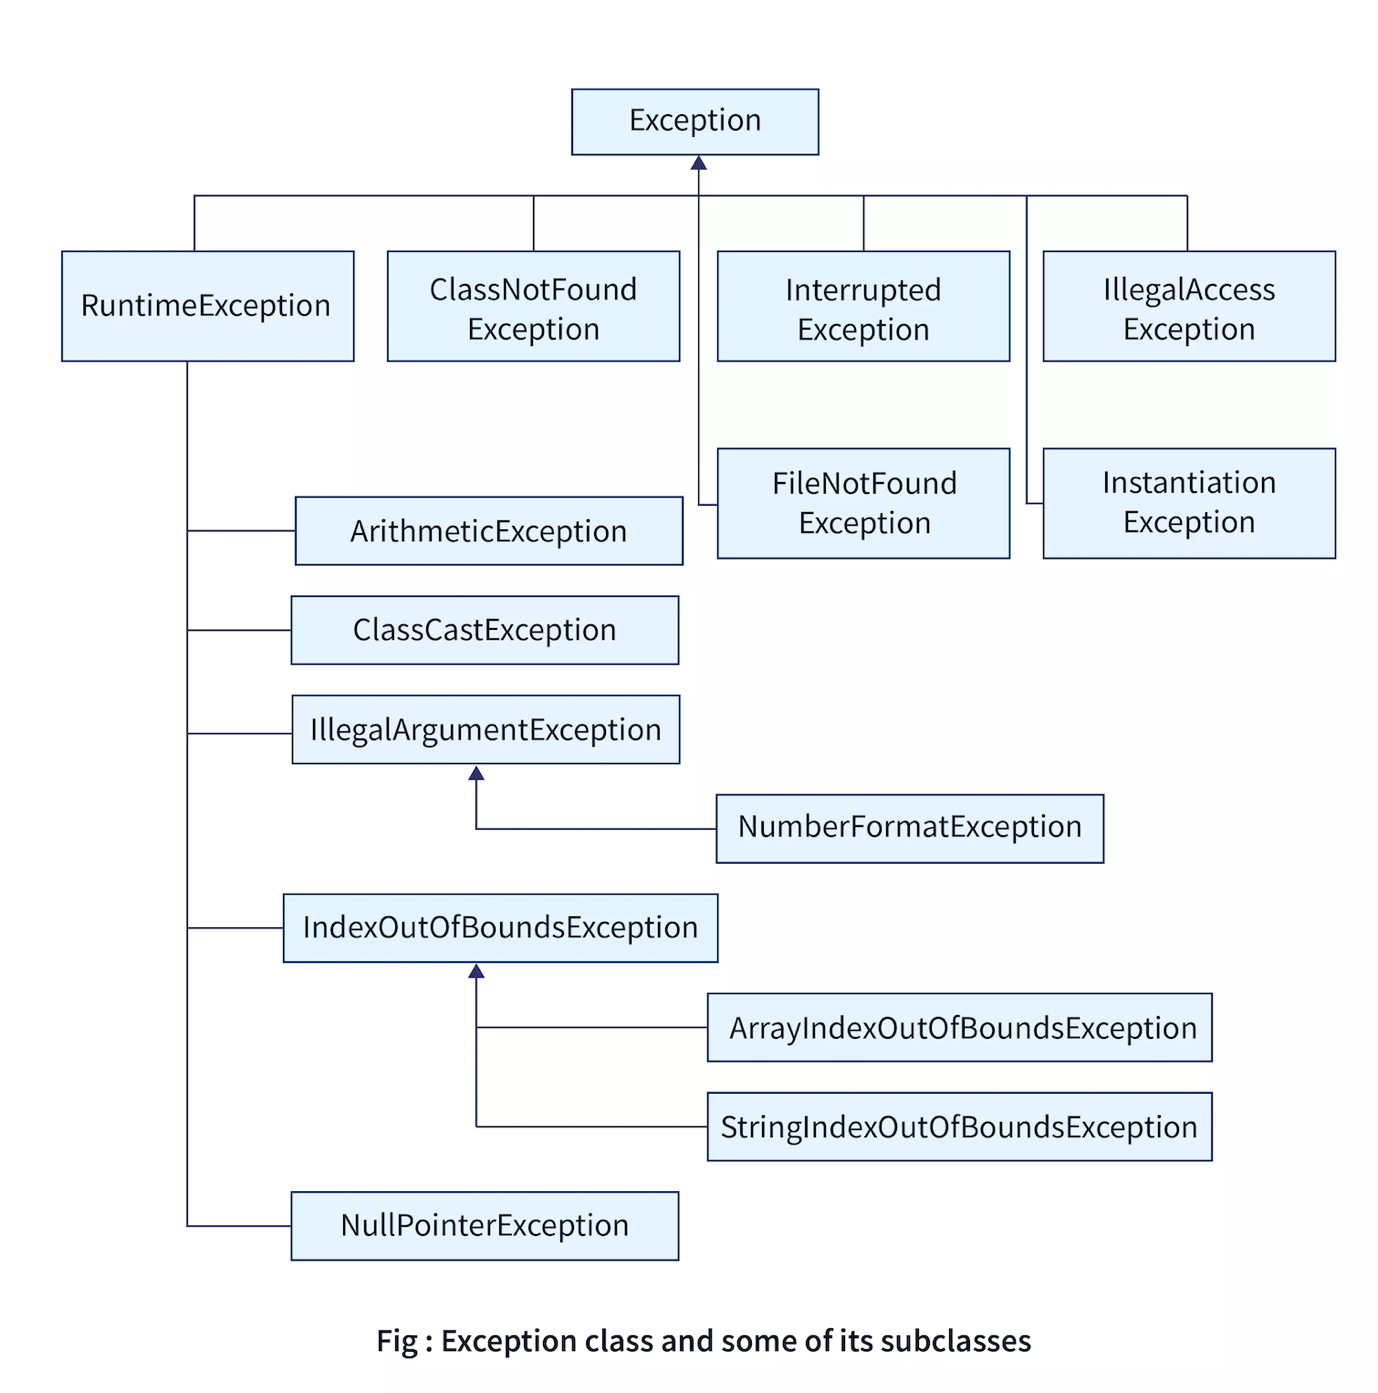 Exception
RuntimeException
ClassNotFound
Exception
Interrupted
Exception
IllegalAccess
Exception
FileNotFound
Exception
Instantiation
Exception
ArithmeticException
ClassCastException
IllegalArgumentException
NumberFormatException
IndexOutOfBoundsException
ArrayIndexOutOfBoundsException
StringIndexOutOfBoundsException
NullPointerException
Fig : Exception class and some of its subclasses